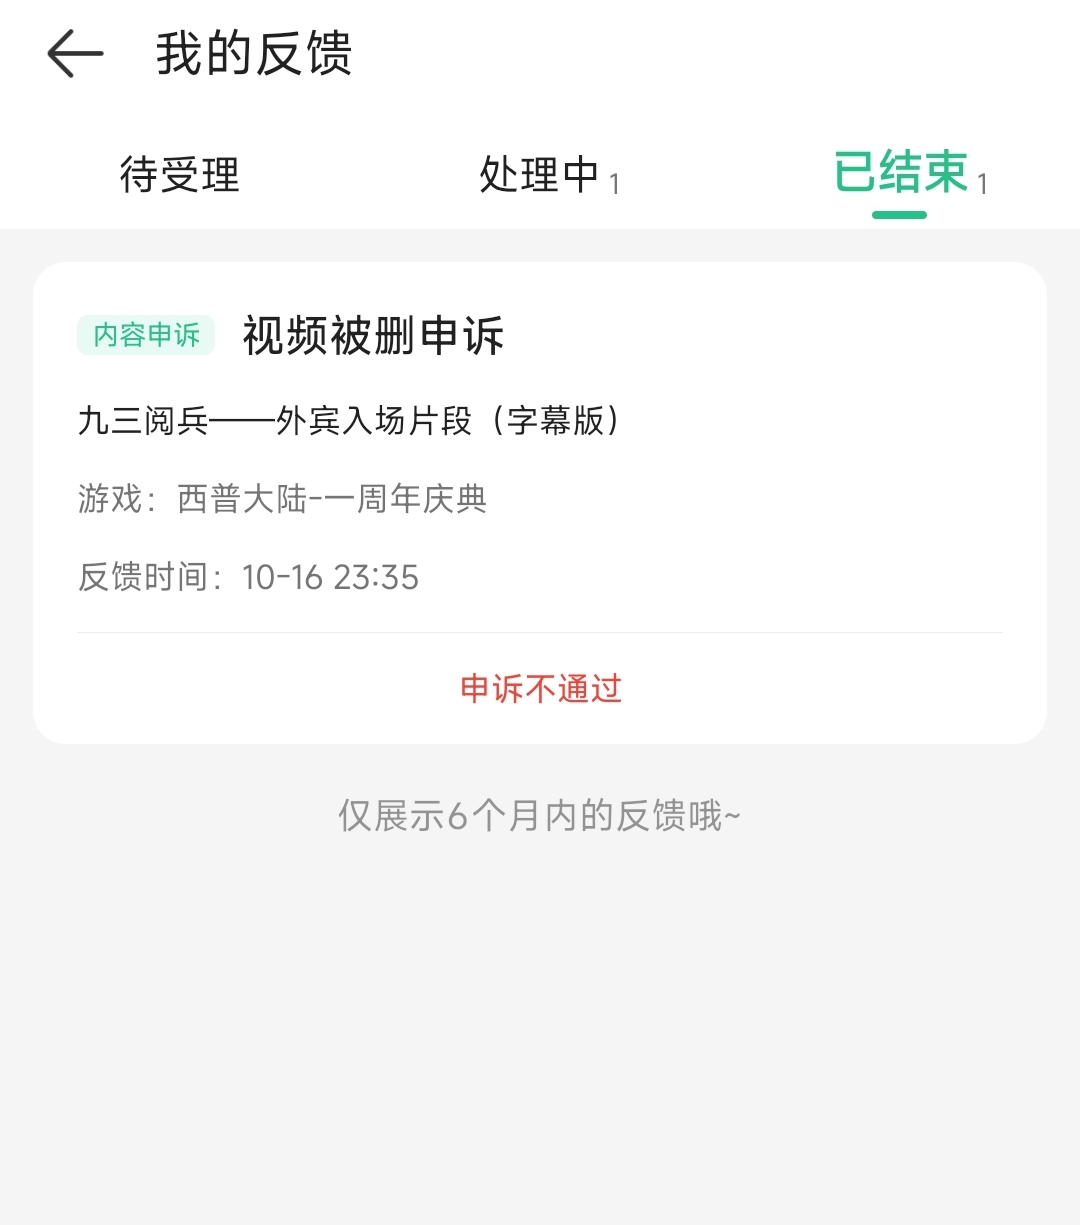 我的反馈
待受理 处理中 1 已结束 1
内容申诉 视频被删申诉
九三阅兵——外宾入场片段（字幕版）
游戏：西普大陆-一周年庆典
反馈时间：10-16 23:35
申诉不通过
仅展示6个月内的反馈哦~